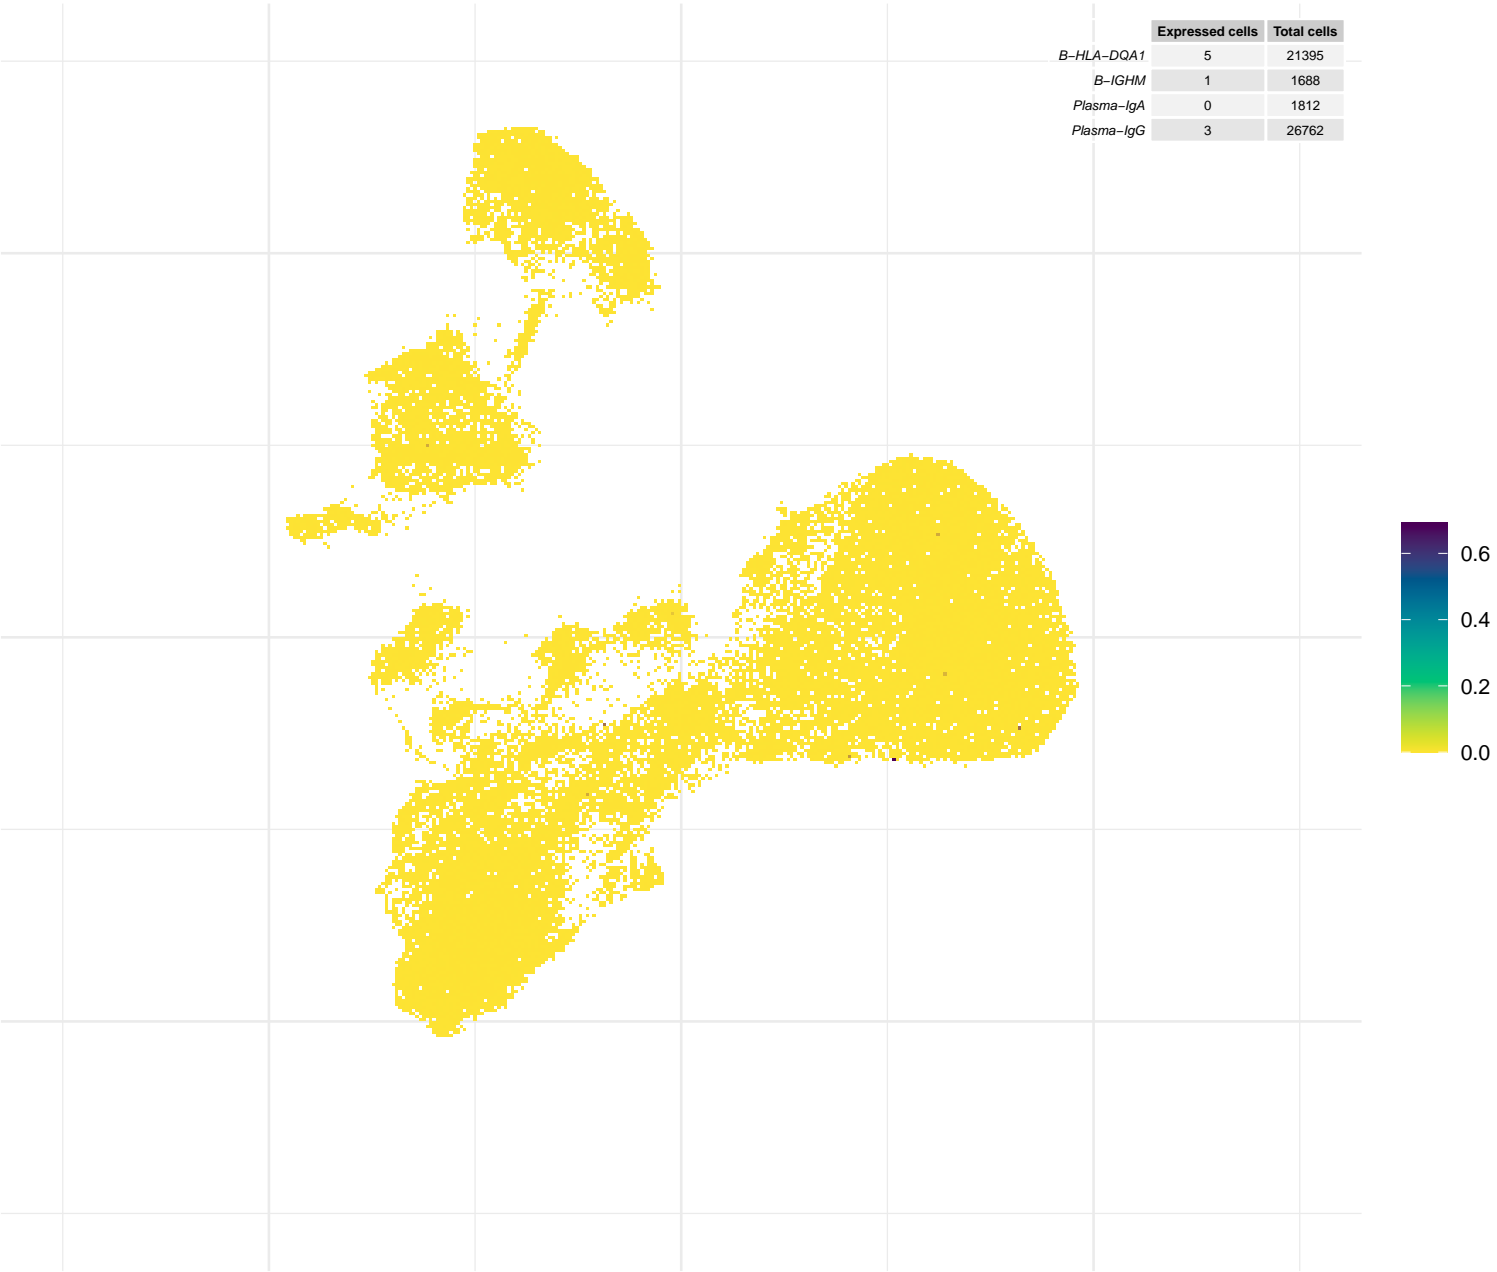 Expressed cells Total cells
B−HLA−DQA1 5 21395
B−IGHM 1 1688
Plasma−IgA 0 1812
Plasma−IgG 3 26762
0.6
0.4
0.2
0.0